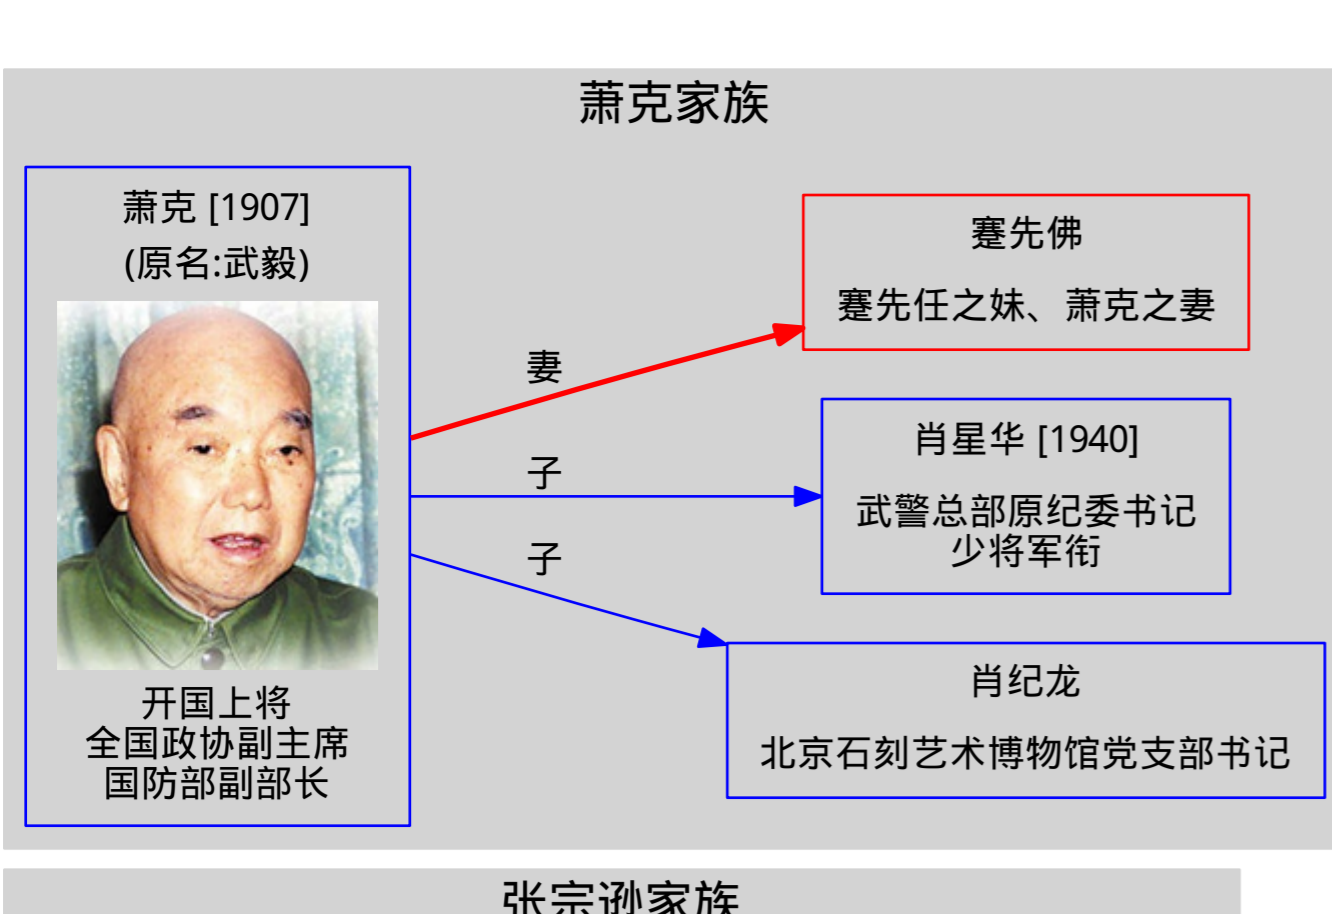 萧克家族
萧克 [1907]
(原名:武毅)
开国上将
全国政协副主席
国防部副部长
妻
子
子
蹇先佛
蹇先任之妹、萧克之妻
肖星华 [1940]
武警总部原纪委书记
少将军衔
肖纪龙
北京石刻艺术博物馆党支部书记
张宗逊家族